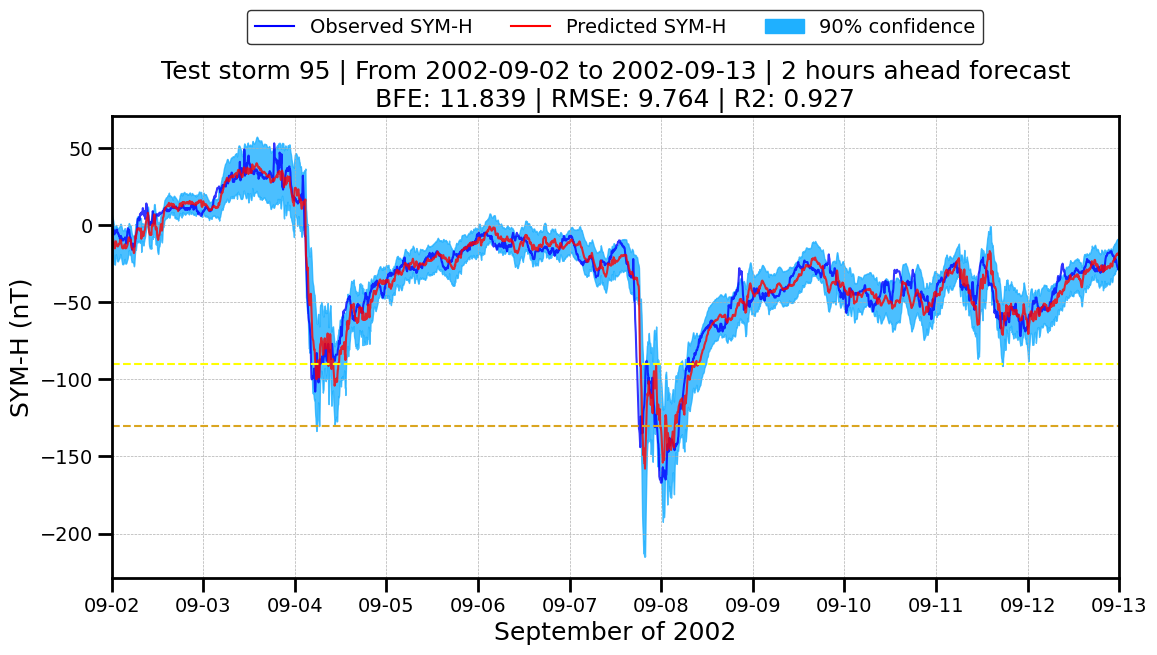 Observed SYM-H Predicted SYM-H 90% confidence
Test storm 95 | From 2002-09-02 to 2002-09-13 | 2 hours ahead forecast
BFE: 11.839 | RMSE: 9.764 | R2: 0.927
SYM-H (nT)
50
0
−50
−100
−150
−200
09-02 09-03 09-04 09-05 09-06 09-07 09-08 09-09 09-10 09-11 09-12 09-13
September of 2002